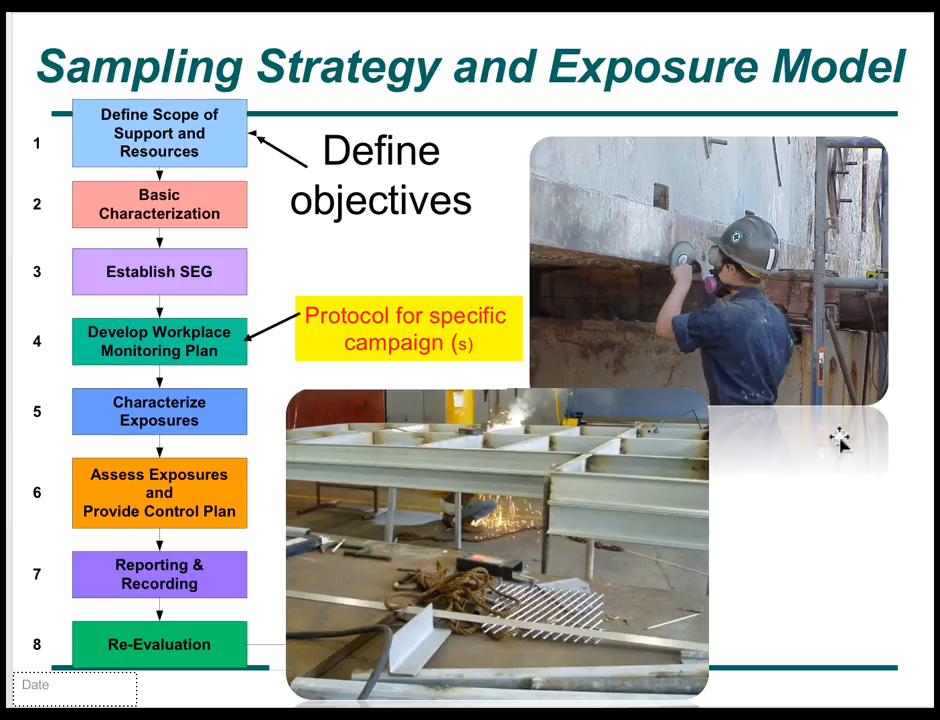 Sampling Strategy and Exposure Model
1
Define Scope of
Support and
Resources
Define
objectives
2
Basic
Characterization
3
Establish SEG
Protocol for specific
campaign (s)
4
Develop Workplace
Monitoring Plan
5
Characterize
Exposures
6
Assess Exposures
and
Provide Control Plan
7
Reporting &
Recording
8
Re-Evaluation
Date